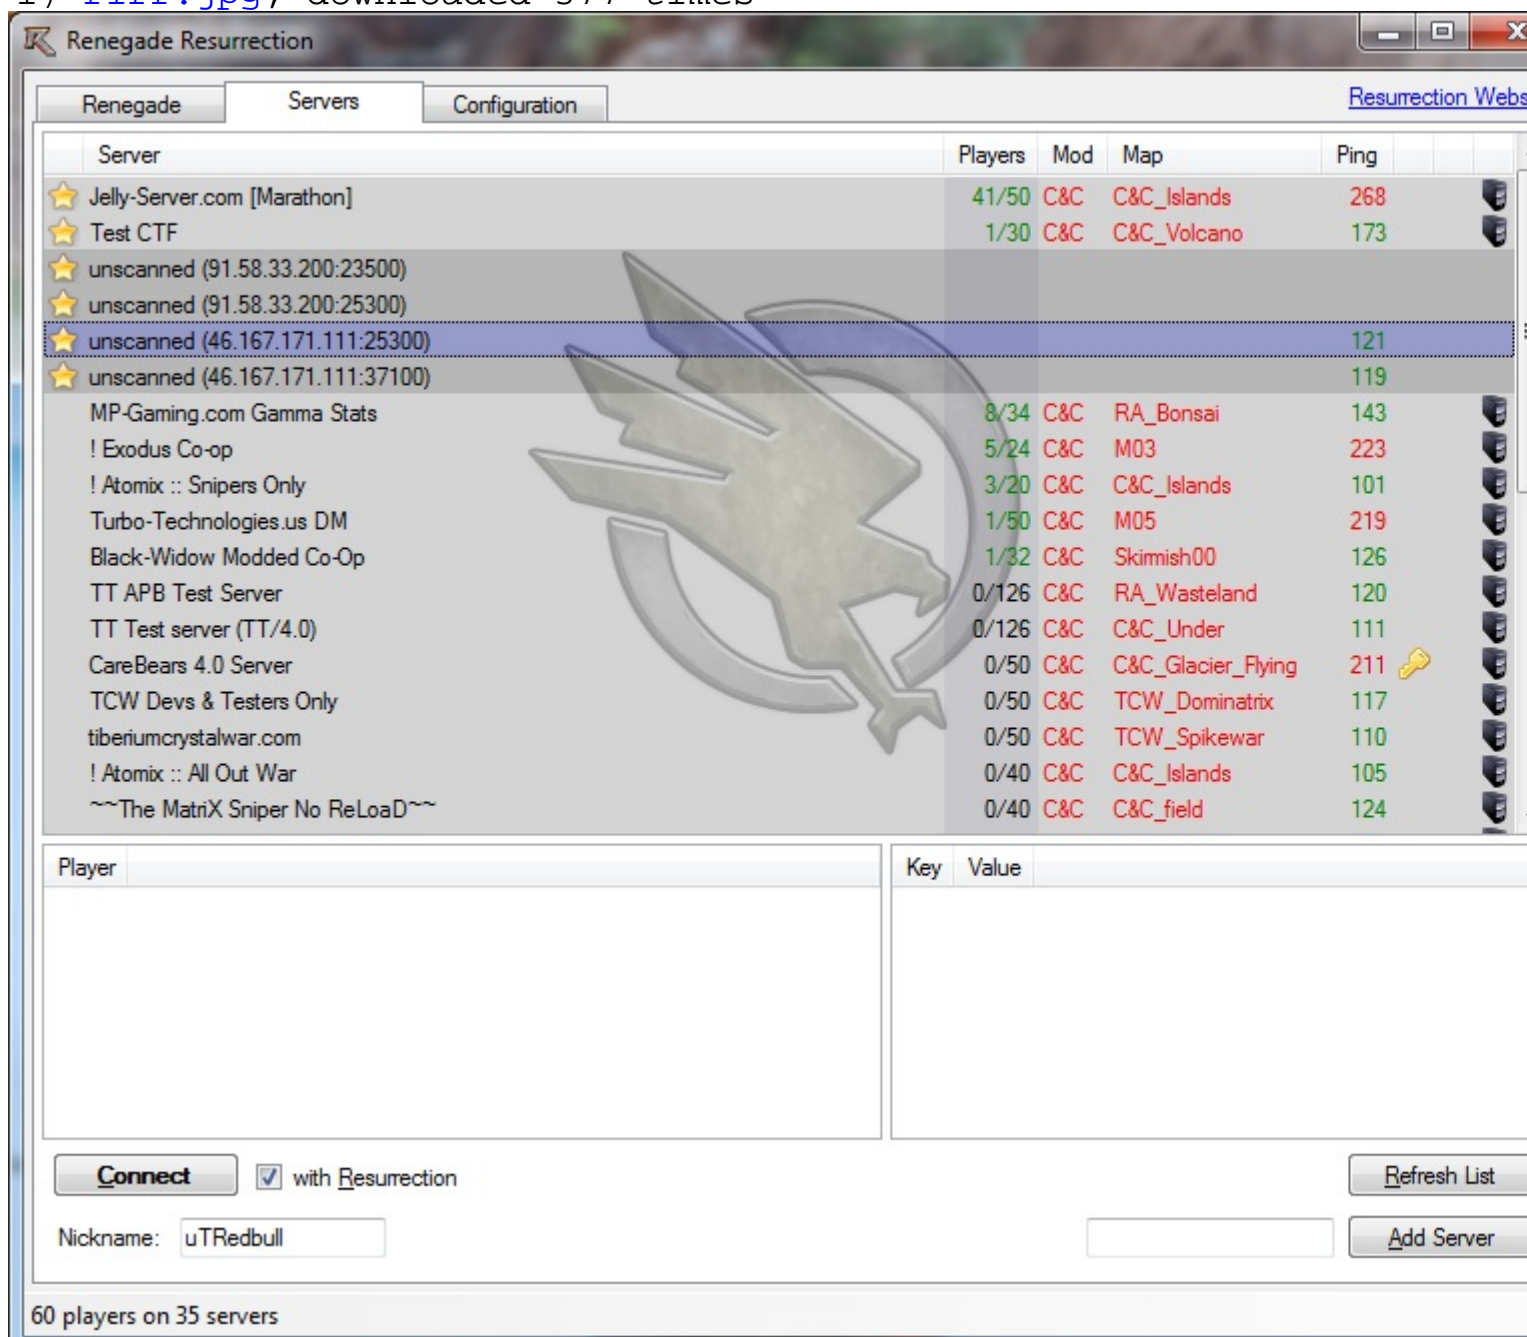 Renegade Resurrection
Renegade Servers Configuration Resurrection Webs
Server Players Mod Map Ping
Jelly-Server.com [Marathon] 41/50 C&C C&C_Islands 268
Test CTF 1/30 C&C C&C_Volcano 173
unscanned (91.58.33.200:23500)
unscanned (91.58.33.200:25300)
unscanned (46.167.171.111:25300) 121
unscanned (46.167.171.111:37100) 119
MP-Gaming.com Gamma Stats 8/34 C&C RA_Bonsai 143
! Exodus Co-op 5/24 C&C M03 223
! Atomix :: Snipers Only 3/20 C&C C&C_Islands 101
Turbo-Technologies.us DM 1/50 C&C M05 219
Black-Widow Modded Co-Op 1/32 C&C Skirmish00 126
TT APB Test Server 0/126 C&C RA_Wasteland 120
TT Test server (TT/4.0) 0/126 C&C C&C_Under 111
CareBears 4.0 Server 0/50 C&C C&C_Glacier_Flying 211
TCW Devs & Testers Only 0/50 C&C TCW_Dominatrix 117
tiberiumcrystalwar.com 0/50 C&C TCW_Spikewar 110
! Atomix :: All Out War 0/40 C&C C&C_Islands 105
~~The MatriX Sniper No ReLoaD~~ 0/40 C&C C&C_field 124
Player Key Value
Connect with Resurrection Refresh List
Nickname: uTRedbull Add Server
60 players on 35 servers